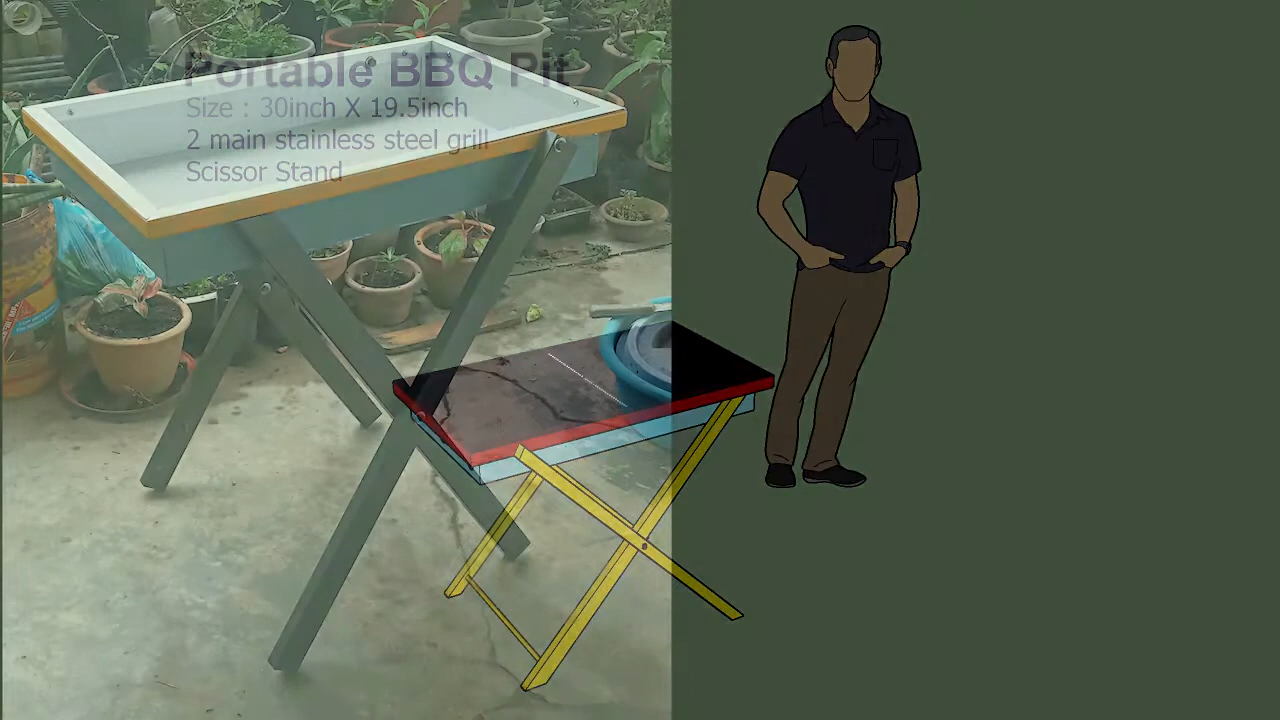 Portable BBQ Pit
Size : 30inch X 19.5inch
2 main stainless steel grill
Scissor Stand